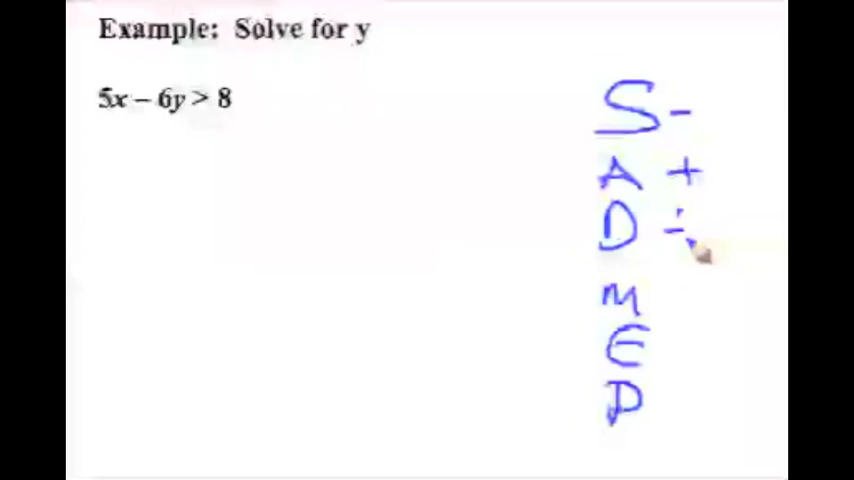 Example: Solve for y
5x – 6y > 8
S -
A +
D ÷
M
E
P